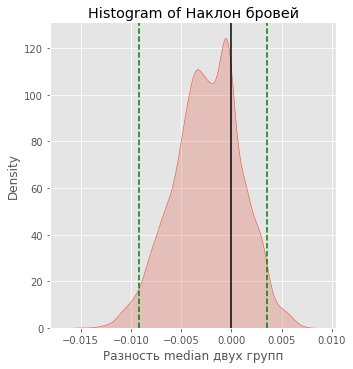 Histogram of Наклон бровей
Density
120
100
80
60
40
20
0
−0.015 −0.010 −0.005 0.000 0.005 0.010
Разность median двух групп